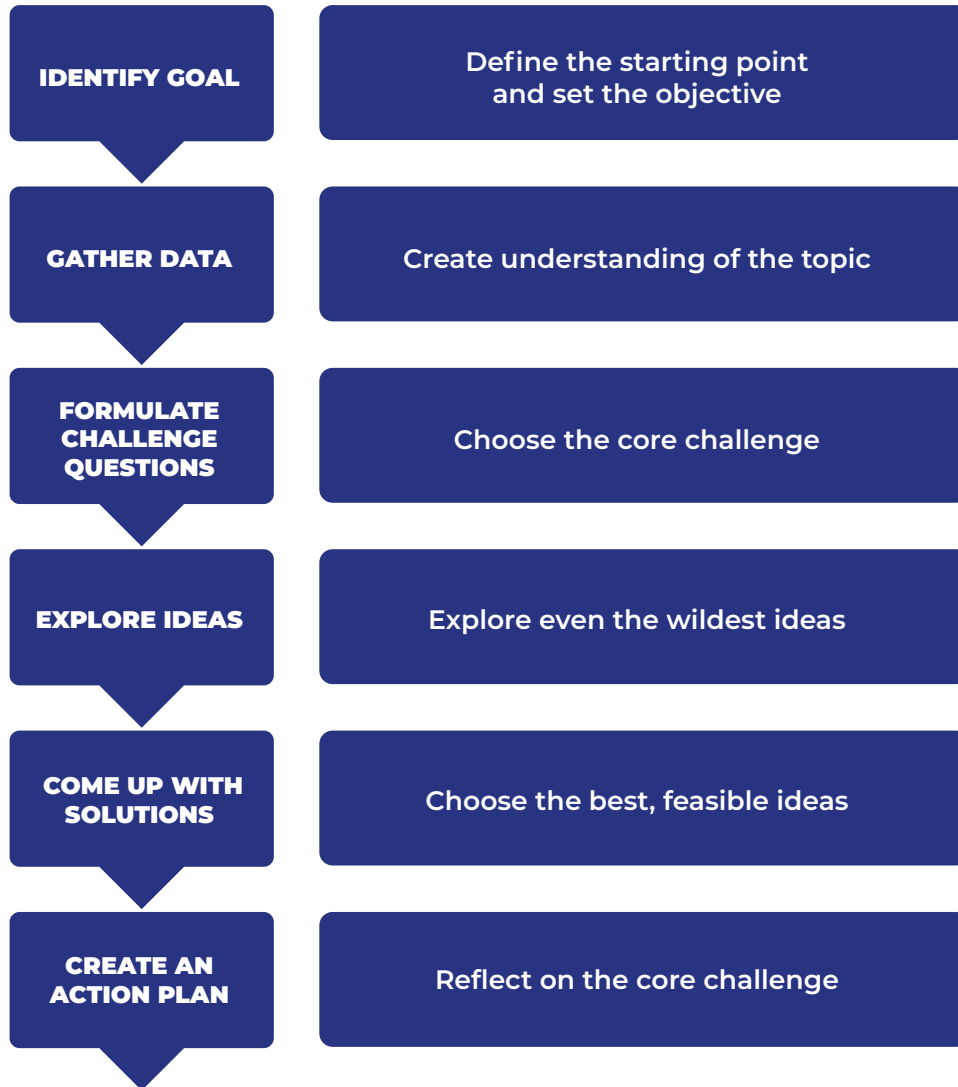 IDENTIFY GOAL
Define the starting point
and set the objective
GATHER DATA
Create understanding of the topic
FORMULATE
CHALLENGE
QUESTIONS
Choose the core challenge
EXPLORE IDEAS
Explore even the wildest ideas
COME UP WITH
SOLUTIONS
Choose the best, feasible ideas
CREATE AN
ACTION PLAN
Reflect on the core challenge